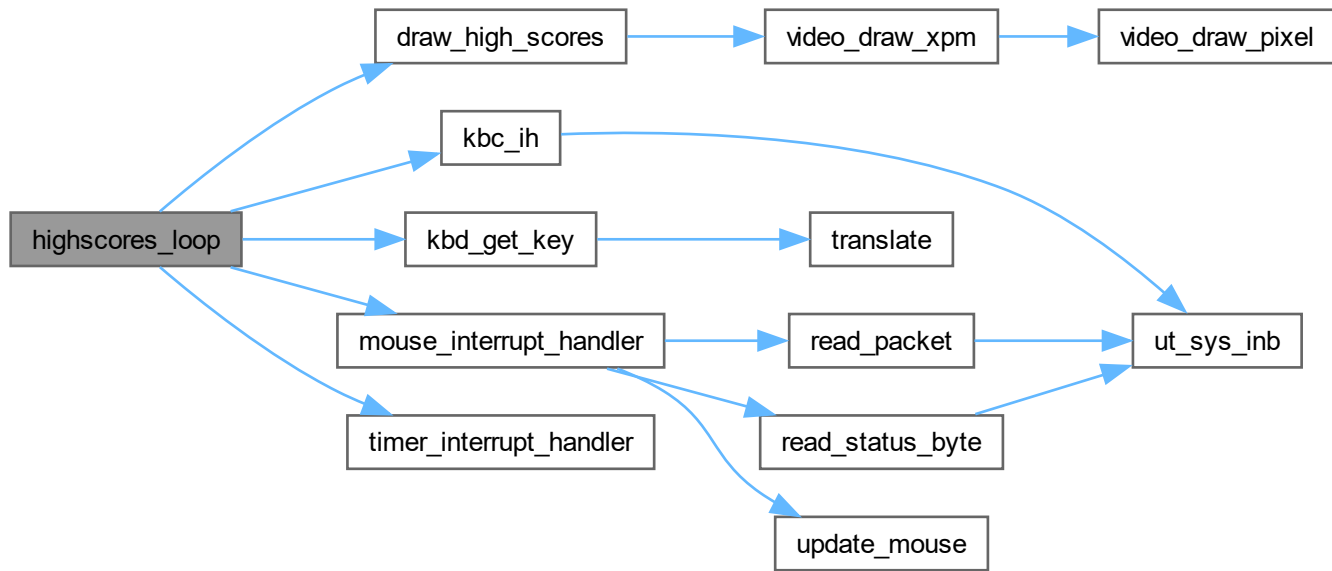 draw_high_scores
video_draw_xpm
video_draw_pixel
kbc_ih
highscores_loop
kbd_get_key
translate
mouse_interrupt_handler
read_packet
ut_sys_inb
timer_interrupt_handler
read_status_byte
update_mouse